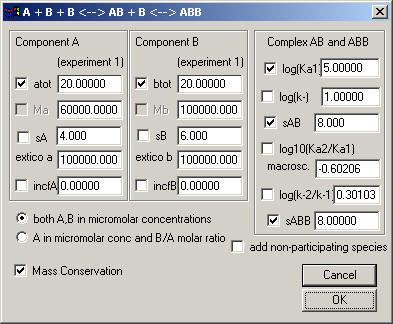 A + B + B <--> AB + B <--> ABB
Component A
(experiment 1)
atot 20.00000
Ma 60000.0000
sA 4.000
extico a 100000.000
incfA 0.00000
Component B
(experiment 1)
btot 20.00000
Mb 100000.000
sB 6.000
extico b 100000.000
incfB 0.00000
Complex AB and ABB
log(Ka1) 5.00000
log(k-) 1.00000
sAB 8.000
log10(Ka2/Ka1)
macrosc. -0.60206
log(k-2/k-1) 0.30103
sABB 8.00000
both A,B in micromolar concentrations
A in micromolar conc and B/A molar ratio
add non-participating species
Mass Conservation
Cancel
OK